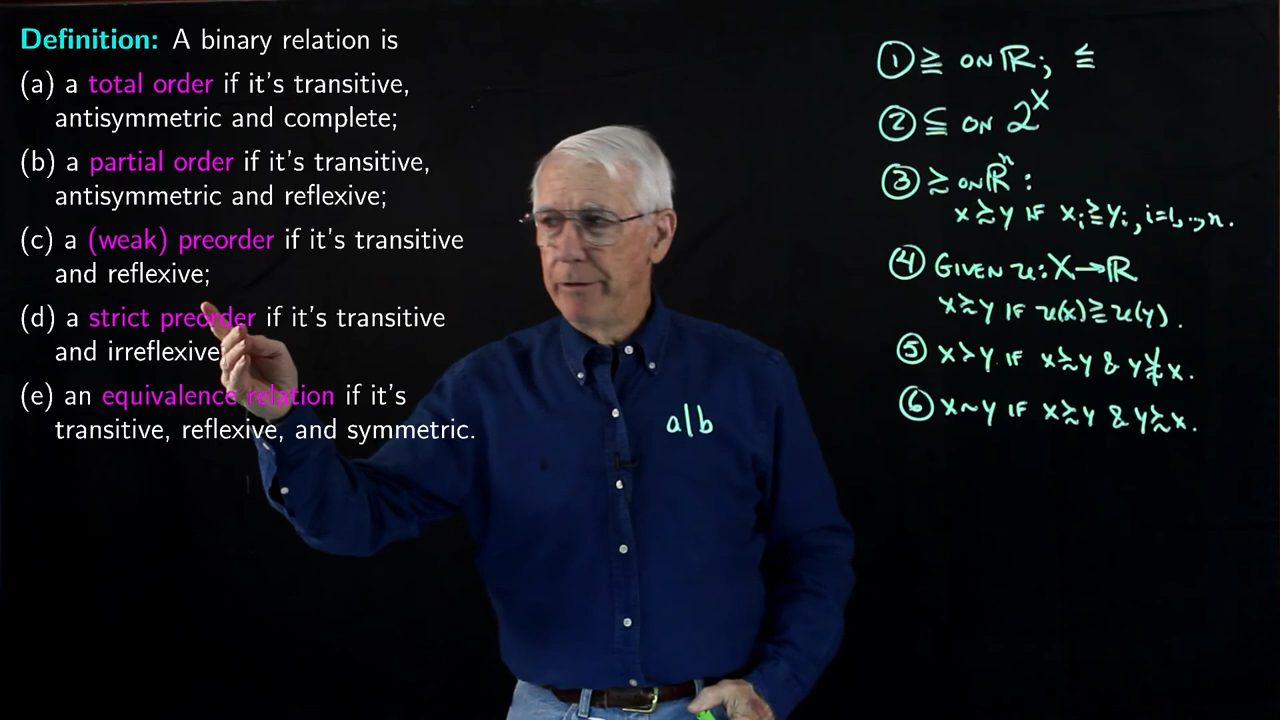 Definition: A binary relation is
(a) a total order if it's transitive,
antisymmetric and complete;
(b) a partial order if it's transitive,
antisymmetric and reflexive;
(c) a (weak) preorder if it's transitive
and reflexive;
(d) a strict preorder if it's transitive
and irreflexive
(e) an equivalence relation if it's
transitive, reflexive, and symmetric.
a|b
① ≧ ON ℝ; ≦
② ⊆ ON 2^X
③ ≳ ON ℝⁿ:
x ≳ y IF xᵢ ≧ yᵢ, i=1,..,n.
④ GIVEN u: X → ℝ
x ≳ y IF u(x) ≧ u(y).
⑤ x ≻ y IF x ≳ y & y ⋧̸ x.
⑥ x ~ y IF x ≳ y & y ≳ x.